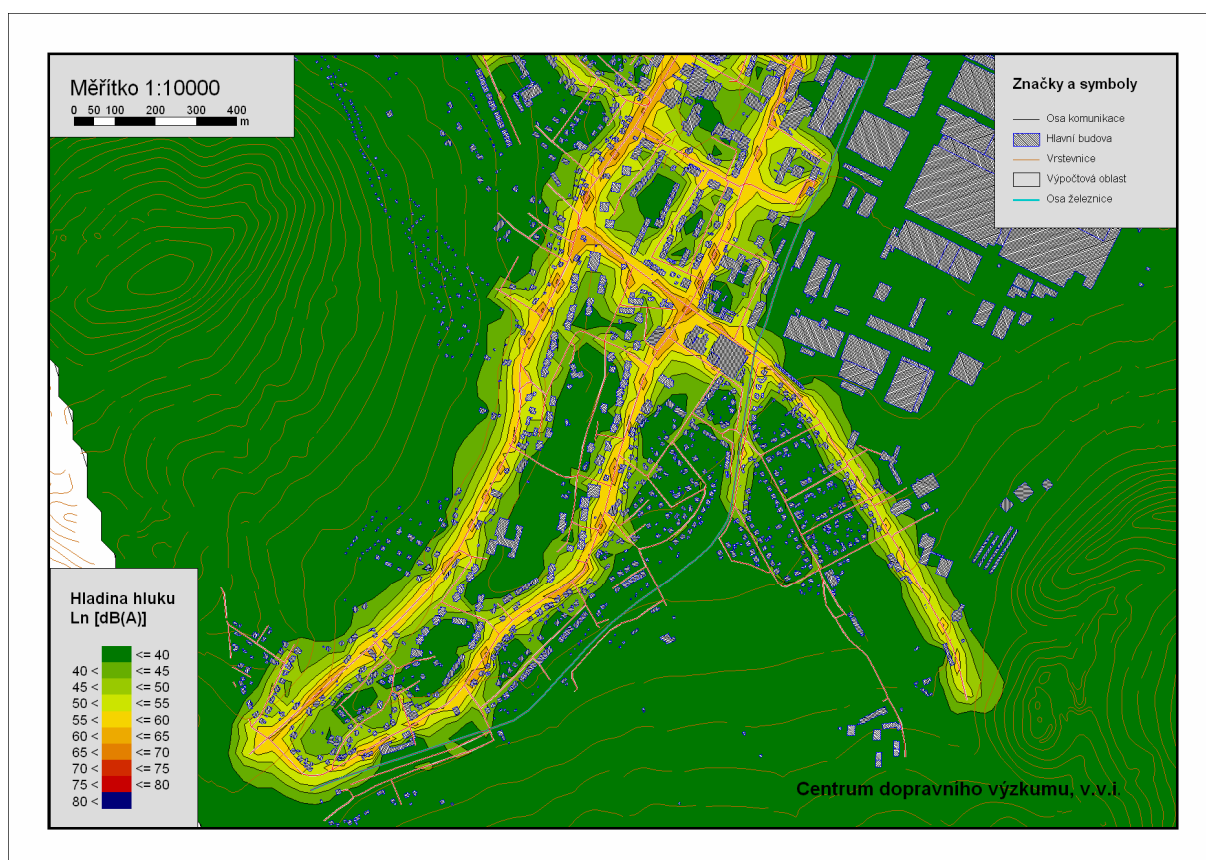 Měřítko 1:10000
0 50 100 200 300 400
m
Značky a symboly
Osa komunikace
Hlavní budova
Vrstevnice
Výpočtová oblast
Osa železnice
Hladina hluku
Ln [dB(A)]
<= 40
40 < <= 45
45 < <= 50
50 < <= 55
55 < <= 60
60 < <= 65
65 < <= 70
70 < <= 75
75 < <= 80
80 <
Centrum dopravního výzkumu, v.v.i.